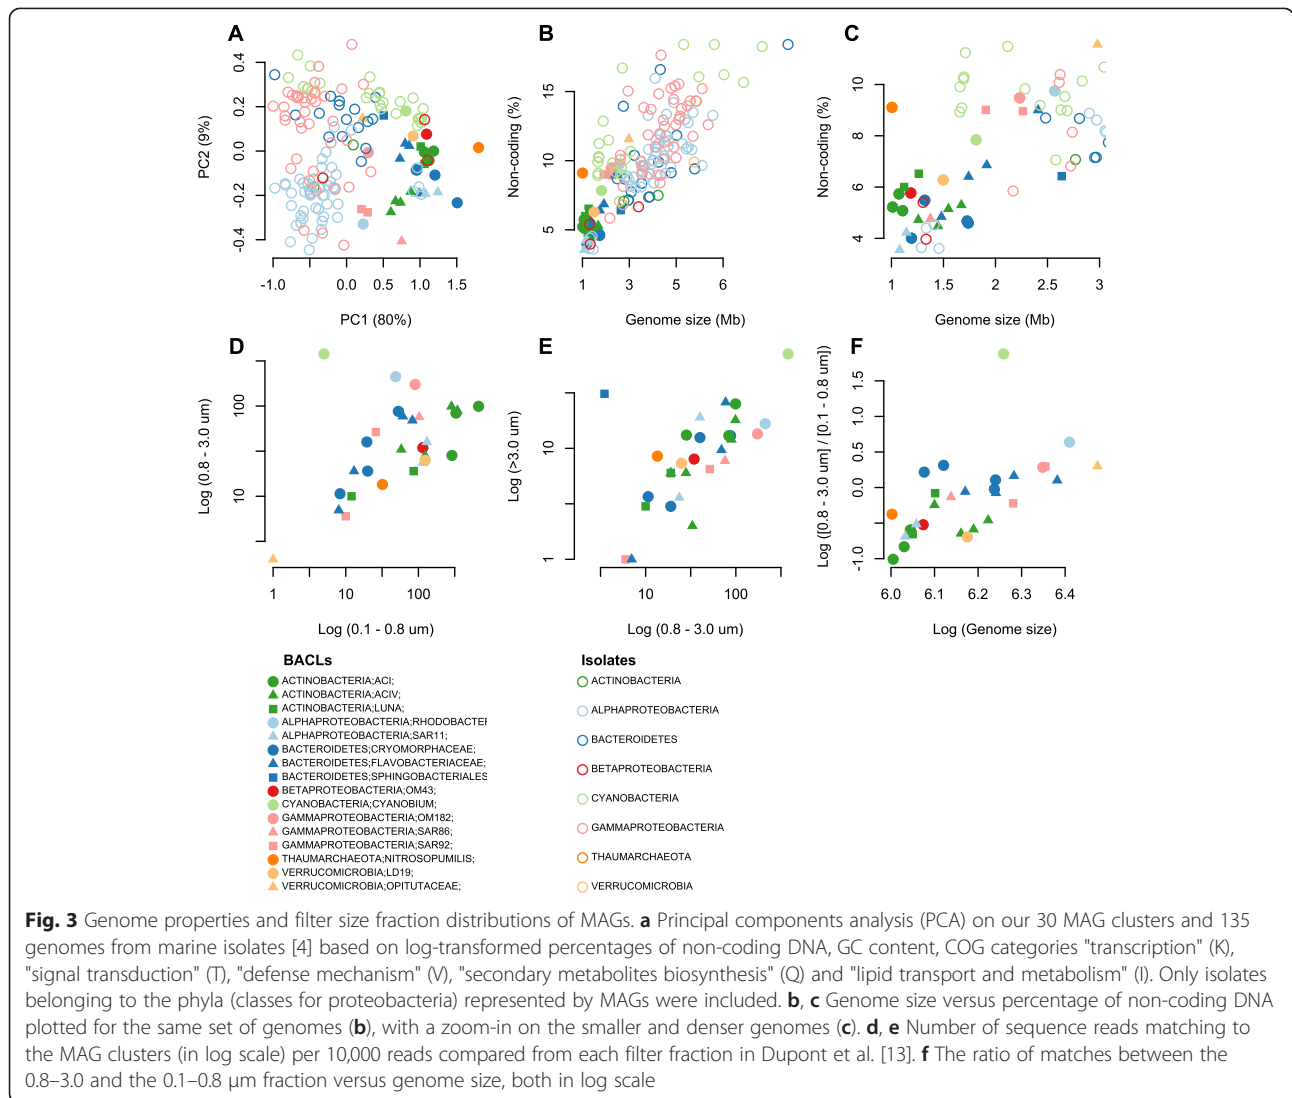 A
B
C
PC2 (9%)
0.4
0.2
0.0
-0.2
-0.4
-1.0 0.0 0.5 1.0 1.5
PC1 (80%)
Non-coding (%)
15
10
5
1 3 5 6
Genome size (Mb)
Non-coding (%)
10
8
6
4
1 1.5 2 2.5 3
Genome size (Mb)
D
E
F
Log (0.8 - 3.0 um)
100
10
1 10 100
Log (0.1 - 0.8 um)
Log (>3.0 um)
10
1
10 100
Log (0.8 - 3.0 um)
Log ([0.8 - 3.0 um] / [0.1 - 0.8 um])
1.5
0.5
0.0
-1.0
6.0 6.1 6.2 6.3 6.4
Log (Genome size)
BACLs
ACTINOBACTERIA;ACI;
ACTINOBACTERIA;ACIV;
ACTINOBACTERIA;LUNA;
ALPHAPROTEOBACTERIA;RHODOBACTER
ALPHAPROTEOBACTERIA;SAR11;
BACTEROIDETES;CRYOMORPHACEAE;
BACTEROIDETES;FLAVOBACTERIACEAE;
BACTEROIDETES;SPHINGOBACTERIALES
BETAPROTEOBACTERIA;OM43;
CYANOBACTERIA;CYANOBIUM;
GAMMAPROTEOBACTERIA;OM182;
GAMMAPROTEOBACTERIA;SAR86;
GAMMAPROTEOBACTERIA;SAR92;
THAUMARCHAEOTA;NITROSOPUMILIS;
VERRUCOMICROBIA;LD19;
VERRUCOMICROBIA;OPITUTACEAE;
Isolates
ACTINOBACTERIA
ALPHAPROTEOBACTERIA
BACTEROIDETES
BETAPROTEOBACTERIA
CYANOBACTERIA
GAMMAPROTEOBACTERIA
THAUMARCHAEOTA
VERRUCOMICROBIA
Fig. 3 Genome properties and filter size fraction distributions of MAGs. a Principal components analysis (PCA) on our 30 MAG clusters and 135
genomes from marine isolates [4] based on log-transformed percentages of non-coding DNA, GC content, COG categories "transcription" (K),
"signal transduction" (T), "defense mechanism" (V), "secondary metabolites biosynthesis" (Q) and "lipid transport and metabolism" (I). Only isolates
belonging to the phyla (classes for proteobacteria) represented by MAGs were included. b, c Genome size versus percentage of non-coding DNA
plotted for the same set of genomes (b), with a zoom-in on the smaller and denser genomes (c). d, e Number of sequence reads matching to
the MAG clusters (in log scale) per 10,000 reads compared from each filter fraction in Dupont et al. [13]. f The ratio of matches between the
0.8–3.0 and the 0.1–0.8 μm fraction versus genome size, both in log scale